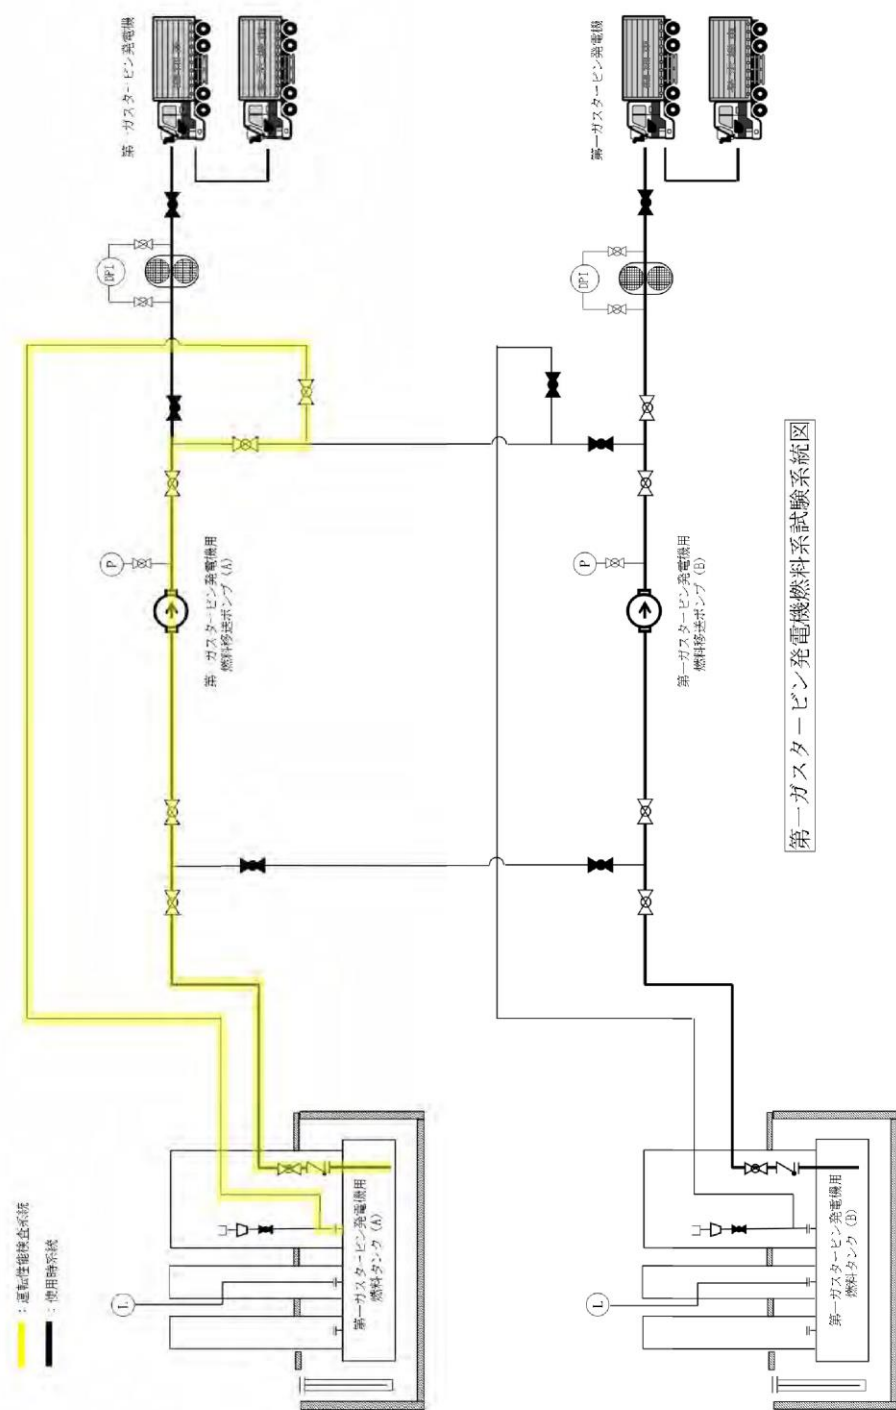 第一ガスタービン発電機燃料系試験系統図
：運転性能検査系統
：使用時系統
第一ガスタービン発電機
DPI
P
第一ガスタービン発電機用
燃料移送ポンプ（A）
L
第一ガスタービン発電機用
燃料タンク（A）
第一ガスタービン発電機
DPI
P
第一ガスタービン発電機用
燃料移送ポンプ（B）
L
第一ガスタービン発電機用
燃料タンク（B）